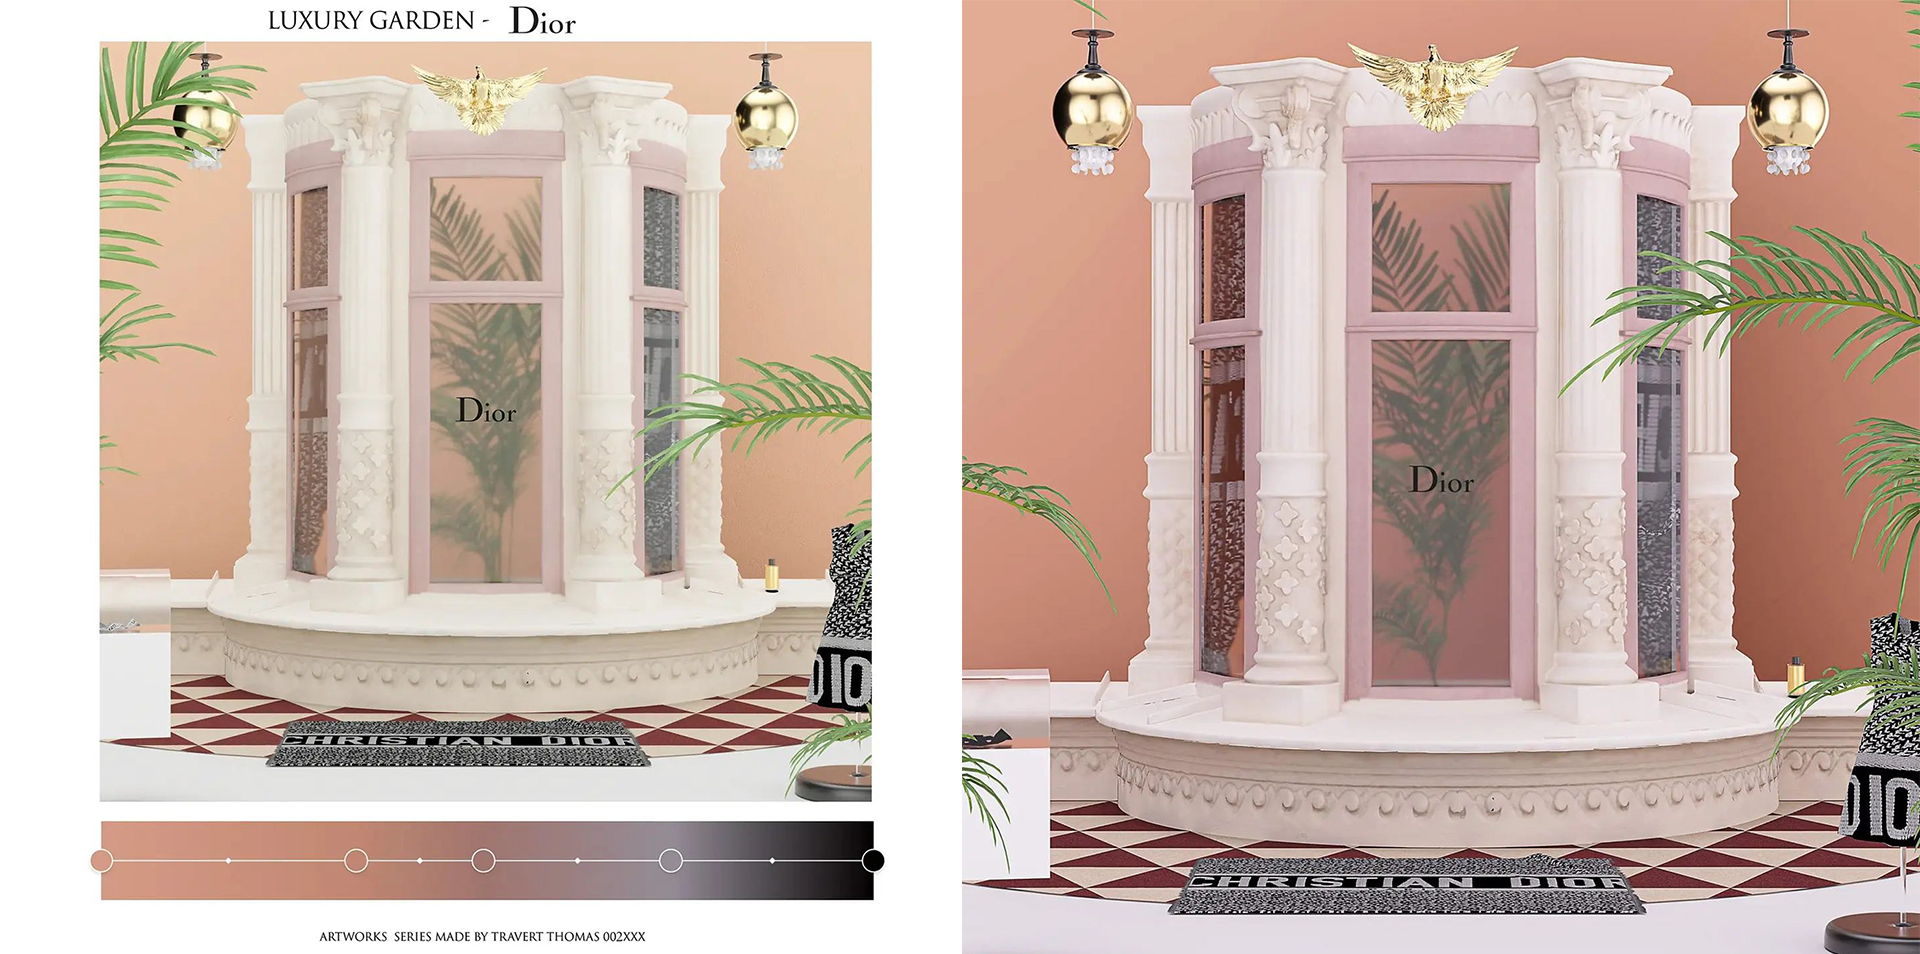 LUXURY GARDEN - Dior
Dior
DIO
CHRISTIAN DIOR
ARTWORKS SERIES MADE BY TRAVERT THOMAS 002XXX
Dior
DIO
CHRISTIAN DIOR